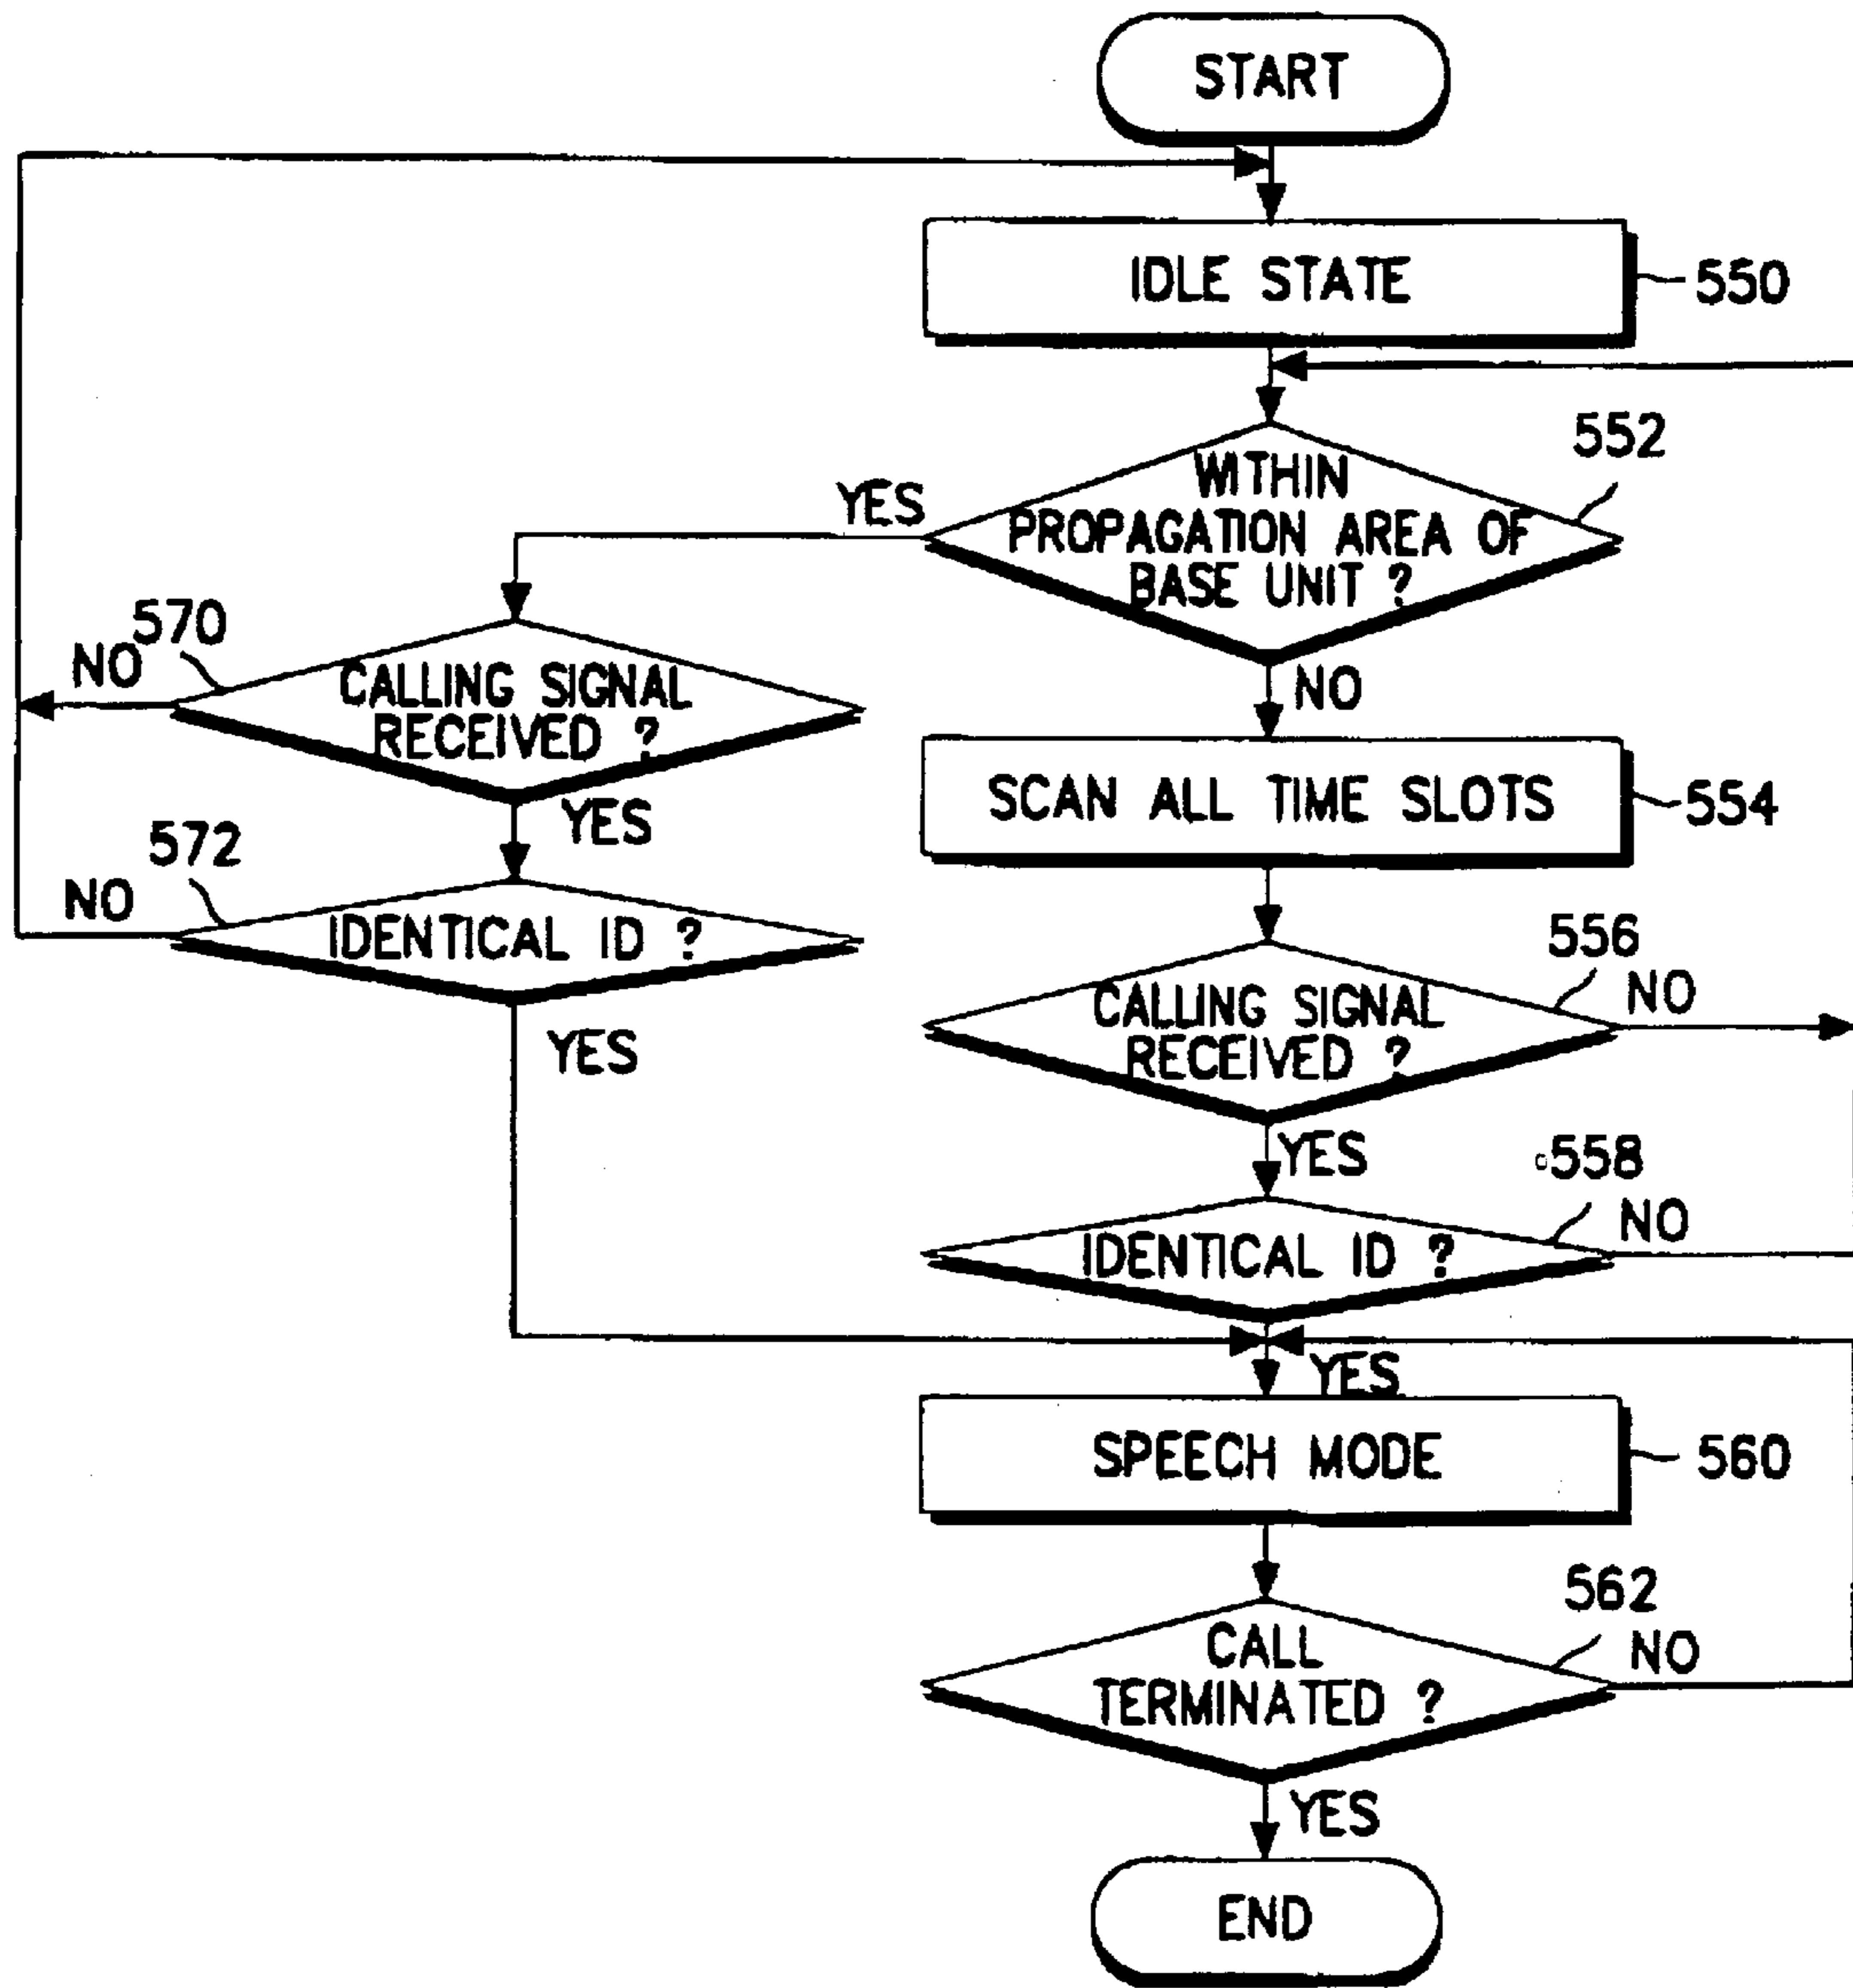 START
IDLE STATE
550
552
WITHIN
PROPAGATION AREA OF
BASE UNIT ?
YES
NO
570
NO
CALLING SIGNAL
RECEIVED ?
YES
SCAN ALL TIME SLOTS
554
572
NO
IDENTICAL ID ?
YES
556
NO
CALLING SIGNAL
RECEIVED ?
YES
558
NO
IDENTICAL ID ?
YES
SPEECH MODE
560
562
NO
CALL
TERMINATED ?
YES
END